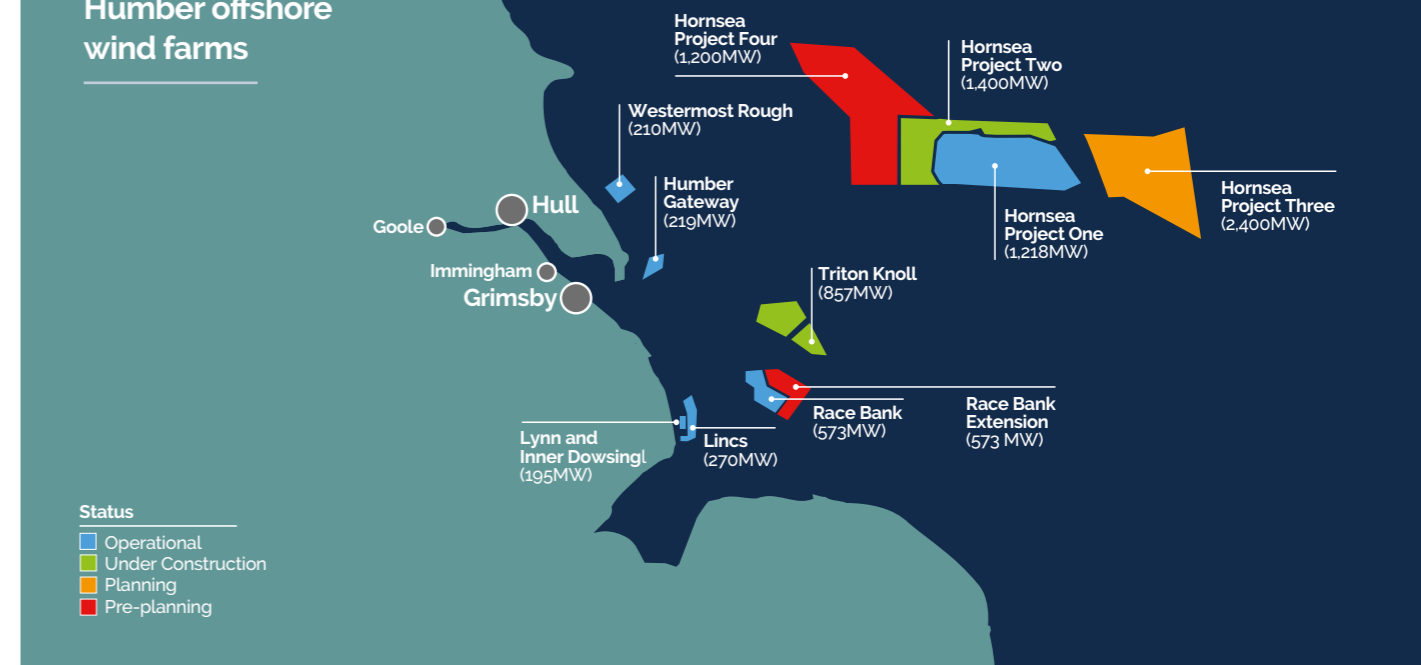 Humber offshore
wind farms
Hornsea
Project Four
(1,200MW)
Hornsea
Project Two
(1,400MW)
Westermost Rough
(210MW)
Humber
Gateway
(219MW)
Hornsea
Project Three
(2,400MW)
Hornsea
Project One
(1,218MW)
Hull
Goole
Immingham
Grimsby
Triton Knoll
(857MW)
Race Bank
(573MW)
Race Bank
Extension
(573 MW)
Lynn and
Inner Dowsingl
(195MW)
Lincs
(270MW)
Status
Operational
Under Construction
Planning
Pre-planning